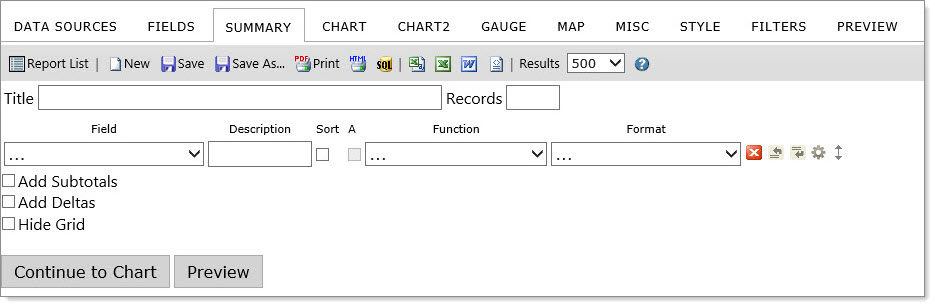 DATA SOURCES FIELDS SUMMARY CHART CHART2 GAUGE MAP MISC STYLE FILTERS PREVIEW
Report List | New Save Save As... PDF Print HTML SQL | W | Results 500 ?
Title Records
Field Description Sort A Function Format
... ... ...
Add Subtotals
Add Deltas
Hide Grid
Continue to Chart Preview